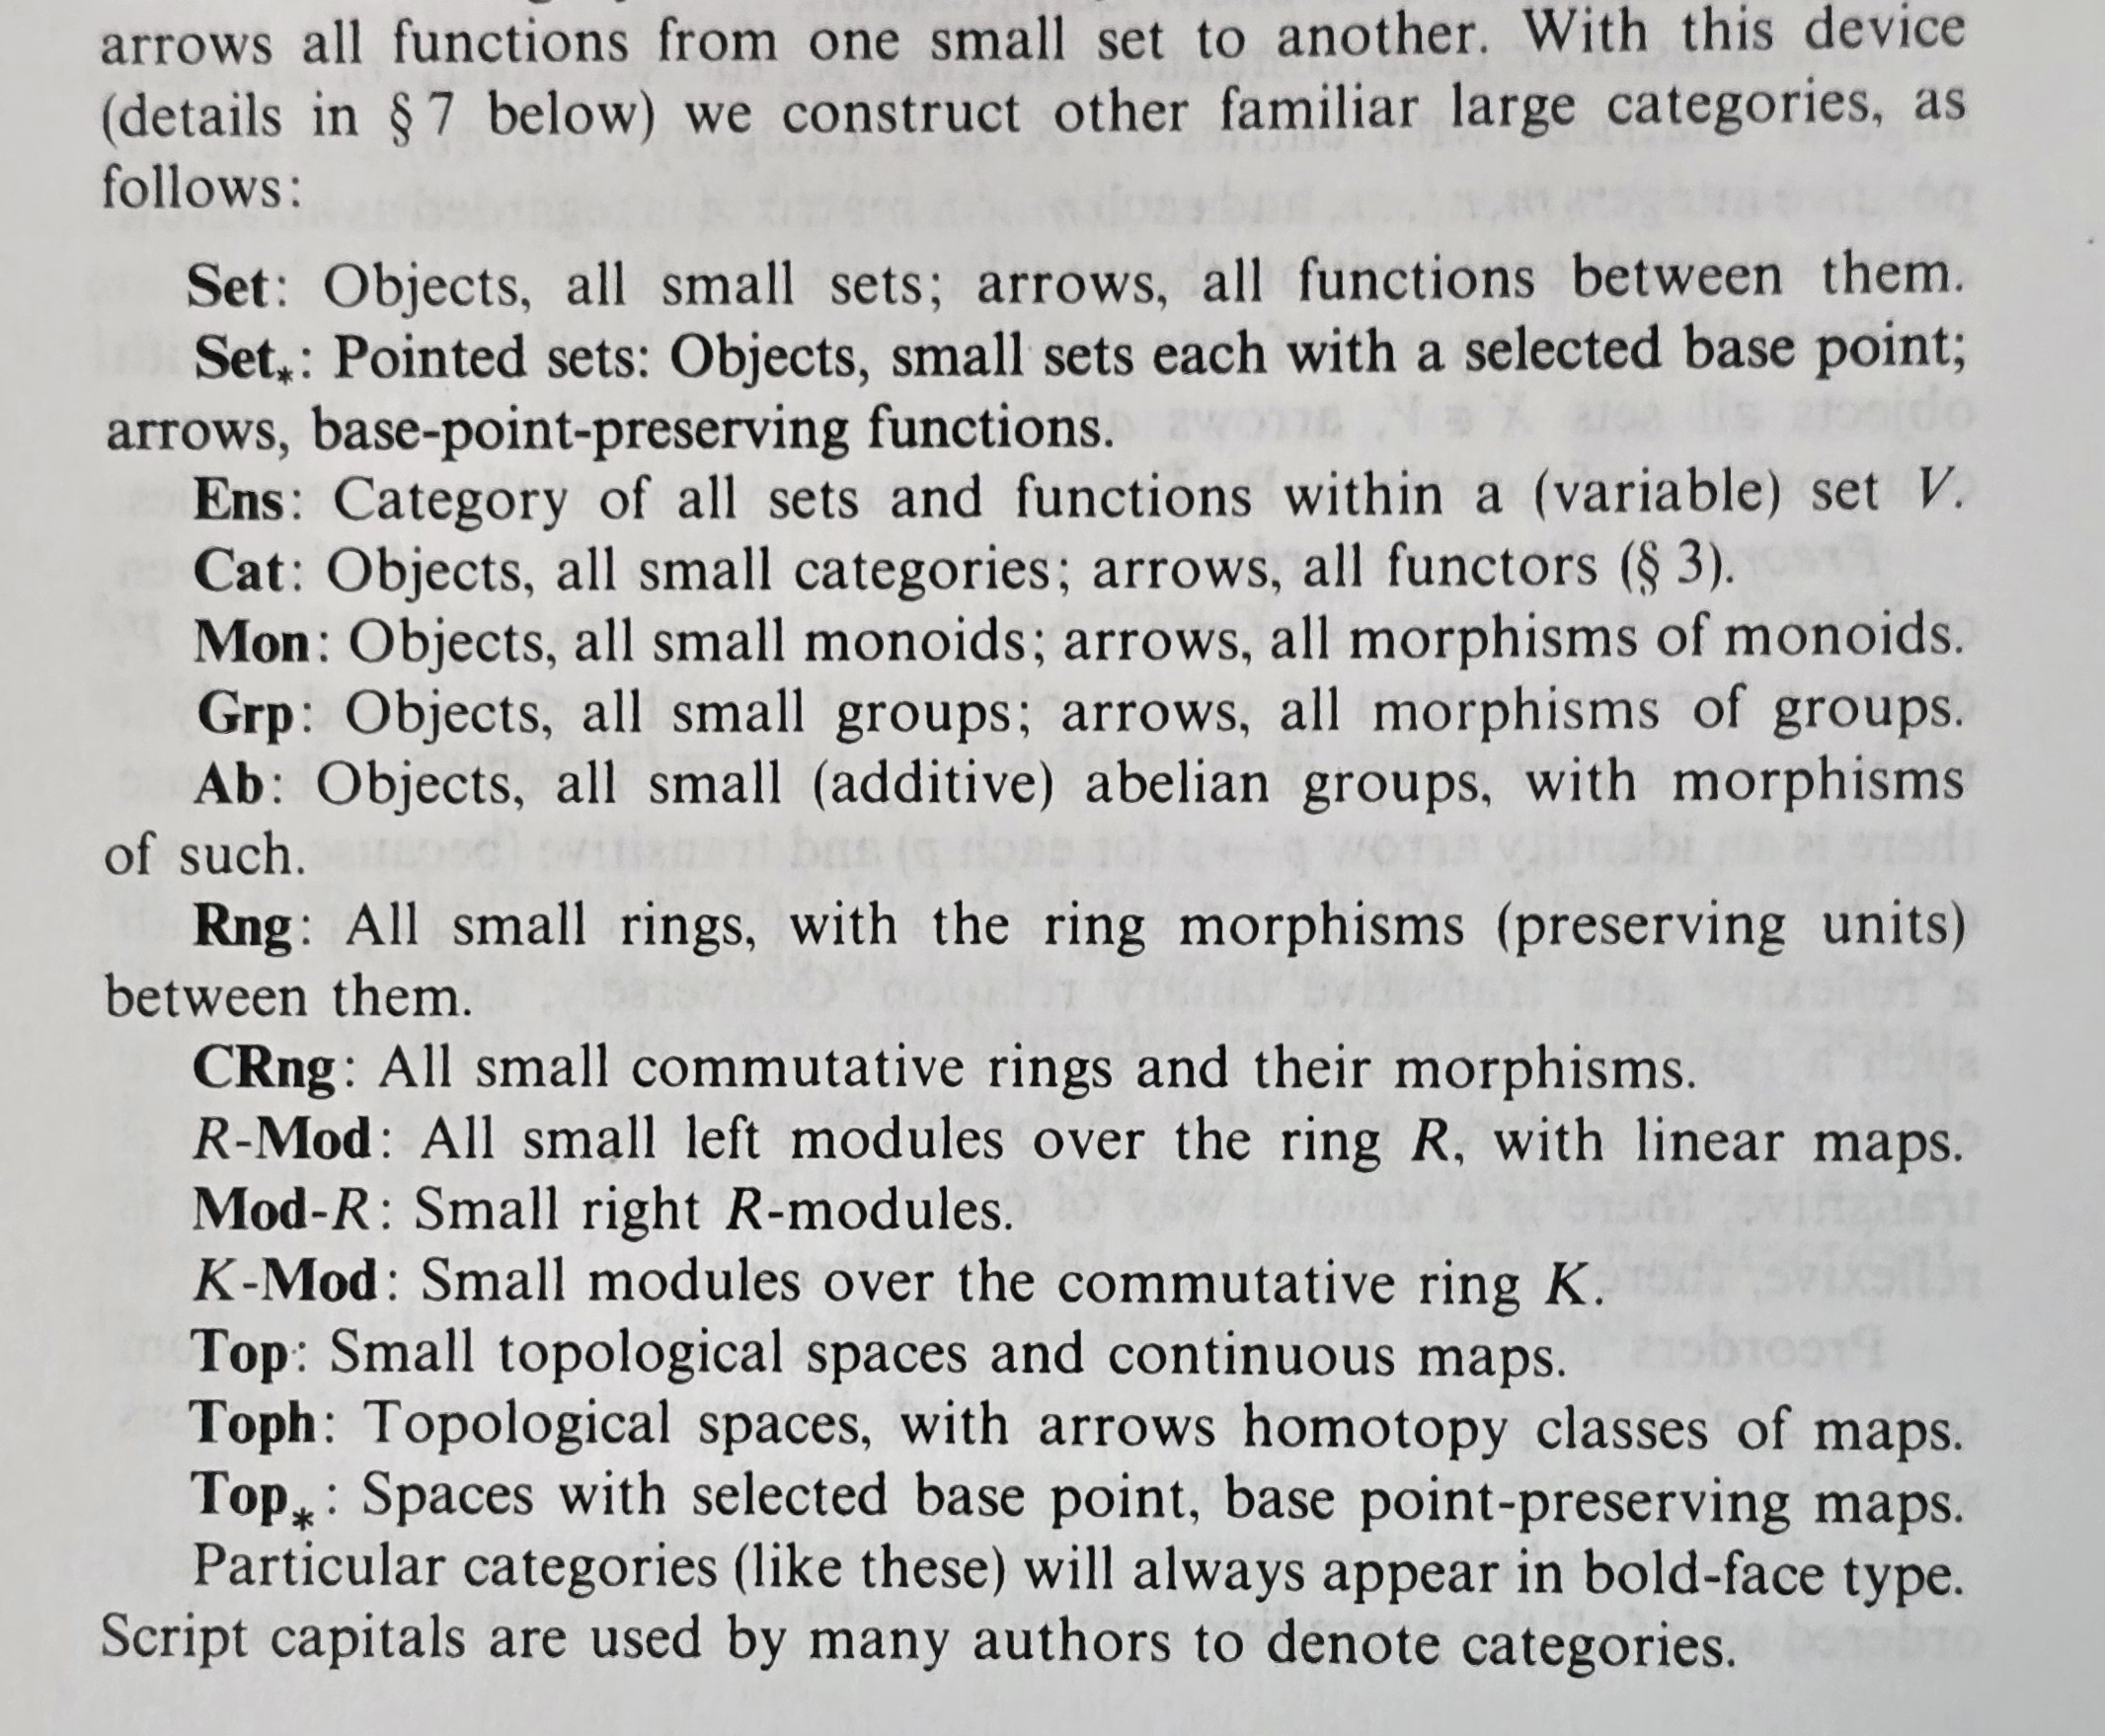 arrows all functions from one small set to another. With this device
(details in § 7 below) we construct other familiar large categories, as
follows:
Set: Objects, all small sets; arrows, all functions between them.
Set*: Pointed sets: Objects, small sets each with a selected base point;
arrows, base-point-preserving functions.
Ens: Category of all sets and functions within a (variable) set V.
Cat: Objects, all small categories; arrows, all functors (§ 3).
Mon: Objects, all small monoids; arrows, all morphisms of monoids.
Grp: Objects, all small groups; arrows, all morphisms of groups.
Ab: Objects, all small (additive) abelian groups, with morphisms
of such.
Rng: All small rings, with the ring morphisms (preserving units)
between them.
CRng: All small commutative rings and their morphisms.
R-Mod: All small left modules over the ring R, with linear maps.
Mod-R: Small right R-modules.
K-Mod: Small modules over the commutative ring K.
Top: Small topological spaces and continuous maps.
Toph: Topological spaces, with arrows homotopy classes of maps.
Top*: Spaces with selected base point, base point-preserving maps.
Particular categories (like these) will always appear in bold-face type.
Script capitals are used by many authors to denote categories.